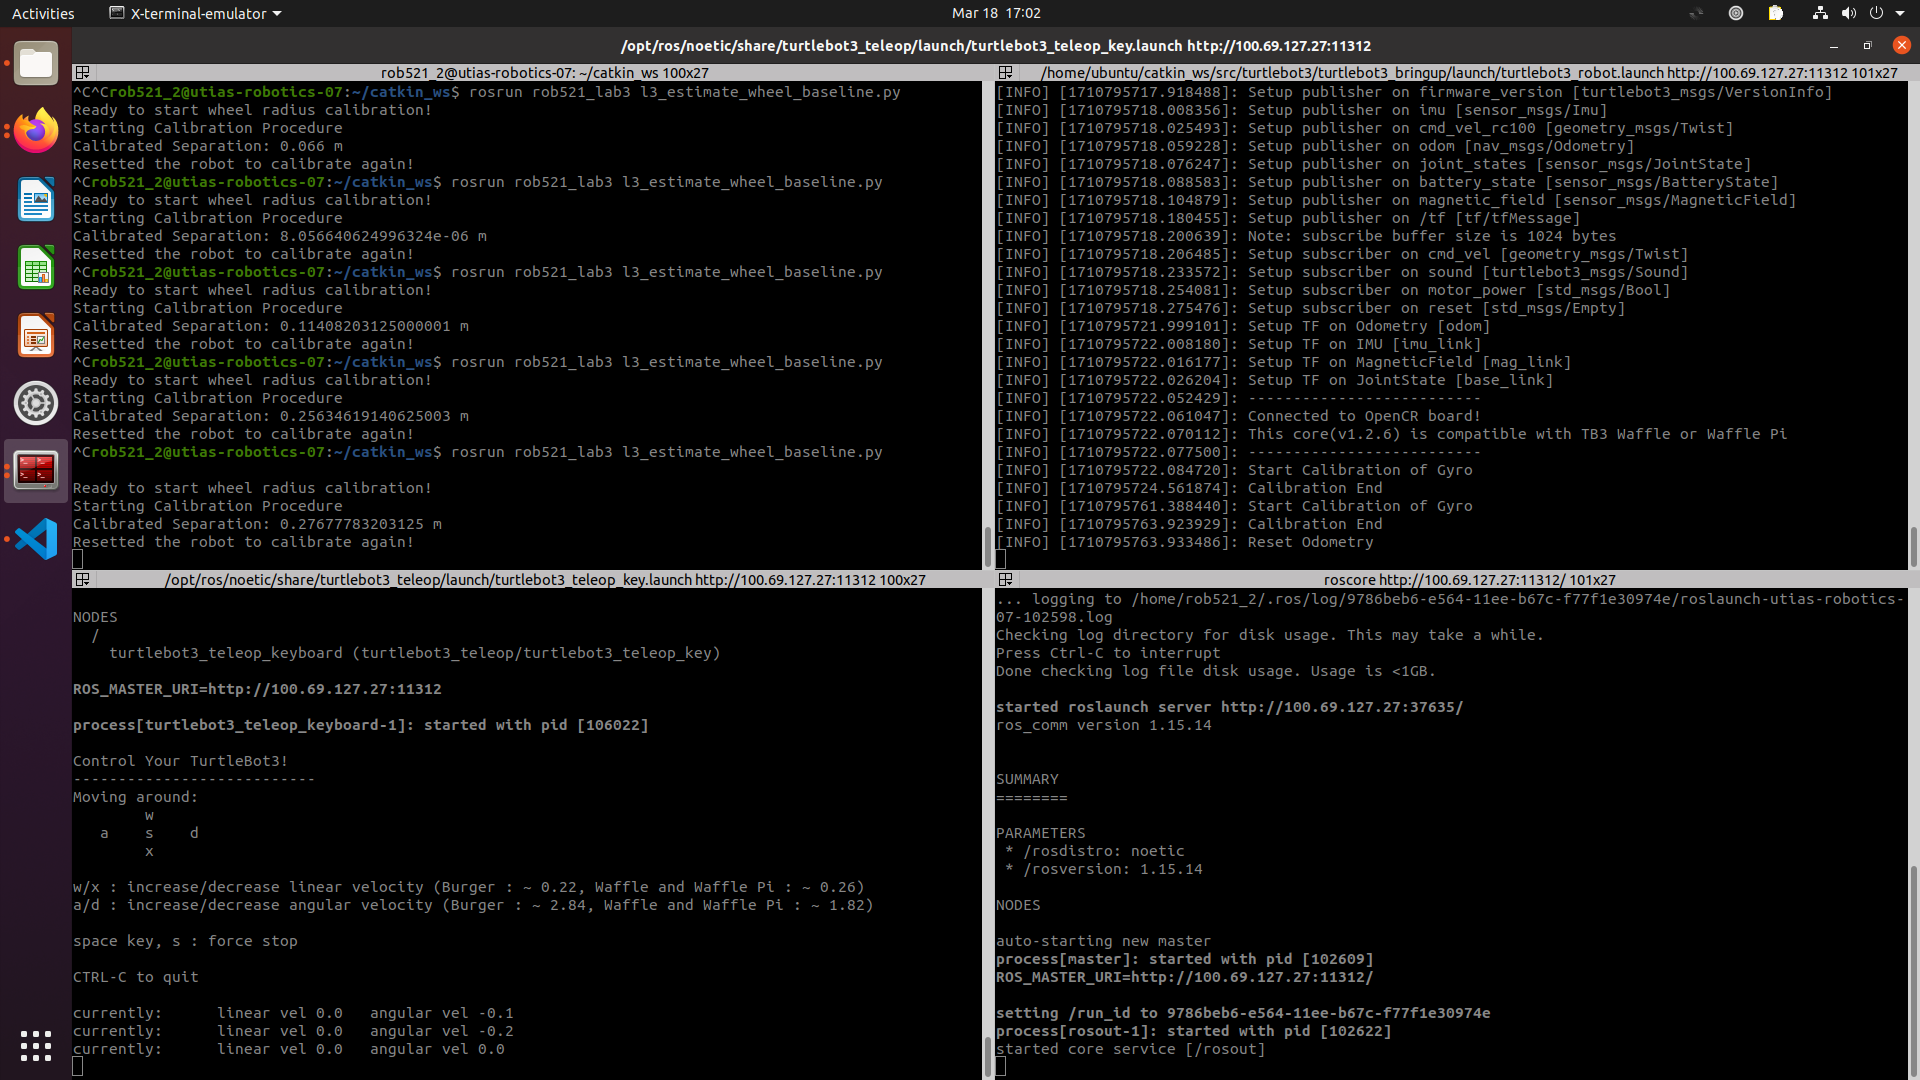 Activities
X-terminal-emulator
Mar 18 17:02
/opt/ros/noetic/share/turtlebot3_teleop/launch/turtlebot3_teleop_key.launch http://100.69.127.27:11312
rob521_2@utias-robotics-07: ~/catkin_ws 100x27
^C^Crob521_2@utias-robotics-07:~/catkin_ws$ rosrun rob521_lab3 l3_estimate_wheel_baseline.py
Ready to start wheel radius calibration!
Starting Calibration Procedure
Calibrated Separation: 0.066 m
Resetted the robot to calibrate again!
^Crob521_2@utias-robotics-07:~/catkin_ws$ rosrun rob521_lab3 l3_estimate_wheel_baseline.py
Ready to start wheel radius calibration!
Starting Calibration Procedure
Calibrated Separation: 8.056640624996324e-06 m
Resetted the robot to calibrate again!
^Crob521_2@utias-robotics-07:~/catkin_ws$ rosrun rob521_lab3 l3_estimate_wheel_baseline.py
Ready to start wheel radius calibration!
Starting Calibration Procedure
Calibrated Separation: 0.11408203125000001 m
Resetted the robot to calibrate again!
^Crob521_2@utias-robotics-07:~/catkin_ws$ rosrun rob521_lab3 l3_estimate_wheel_baseline.py
Ready to start wheel radius calibration!
Starting Calibration Procedure
Calibrated Separation: 0.25634619140625003 m
Resetted the robot to calibrate again!
^Crob521_2@utias-robotics-07:~/catkin_ws$ rosrun rob521_lab3 l3_estimate_wheel_baseline.py
Ready to start wheel radius calibration!
Starting Calibration Procedure
Calibrated Separation: 0.27677783203125 m
Resetted the robot to calibrate again!
/home/ubuntu/catkin_ws/src/turtlebot3/turtlebot3_bringup/launch/turtlebot3_robot.launch http://100.69.127.27:11312 101x27
[INFO] [1710795717.918488]: Setup publisher on firmware_version [turtlebot3_msgs/VersionInfo]
[INFO] [1710795718.008356]: Setup publisher on imu [sensor_msgs/Imu]
[INFO] [1710795718.025493]: Setup publisher on cmd_vel_rc100 [geometry_msgs/Twist]
[INFO] [1710795718.059228]: Setup publisher on odom [nav_msgs/Odometry]
[INFO] [1710795718.076247]: Setup publisher on joint_states [sensor_msgs/JointState]
[INFO] [1710795718.088583]: Setup publisher on battery_state [sensor_msgs/BatteryState]
[INFO] [1710795718.104879]: Setup publisher on magnetic_field [sensor_msgs/MagneticField]
[INFO] [1710795718.180455]: Setup publisher on /tf [tf/tfMessage]
[INFO] [1710795718.200639]: Note: subscribe buffer size is 1024 bytes
[INFO] [1710795718.206485]: Setup subscriber on cmd_vel [geometry_msgs/Twist]
[INFO] [1710795718.233572]: Setup subscriber on sound [turtlebot3_msgs/Sound]
[INFO] [1710795718.254081]: Setup subscriber on motor_power [std_msgs/Bool]
[INFO] [1710795718.275476]: Setup subscriber on reset [std_msgs/Empty]
[INFO] [1710795721.999101]: Setup TF on Odometry [odom]
[INFO] [1710795722.008180]: Setup TF on IMU [imu_link]
[INFO] [1710795722.016177]: Setup TF on MagneticField [mag_link]
[INFO] [1710795722.026204]: Setup TF on JointState [base_link]
[INFO] [1710795722.052429]: --------------------------
[INFO] [1710795722.061047]: Connected to OpenCR board!
[INFO] [1710795722.070112]: This core(v1.2.6) is compatible with TB3 Waffle or Waffle Pi
[INFO] [1710795722.077500]: --------------------------
[INFO] [1710795722.084720]: Start Calibration of Gyro
[INFO] [1710795724.561874]: Calibration End
[INFO] [1710795761.388440]: Start Calibration of Gyro
[INFO] [1710795763.923929]: Calibration End
[INFO] [1710795763.933486]: Reset Odometry
/opt/ros/noetic/share/turtlebot3_teleop/launch/turtlebot3_teleop_key.launch http://100.69.127.27:11312 100x27
NODES
/
turtlebot3_teleop_keyboard (turtlebot3_teleop/turtlebot3_teleop_key)
ROS_MASTER_URI=http://100.69.127.27:11312
process[turtlebot3_teleop_keyboard-1]: started with pid [106022]
Control Your TurtleBot3!
---------------------------
Moving around:
w
a s d
x
w/x : increase/decrease linear velocity (Burger : ~ 0.22, Waffle and Waffle Pi : ~ 0.26)
a/d : increase/decrease angular velocity (Burger : ~ 2.84, Waffle and Waffle Pi : ~ 1.82)
space key, s : force stop
CTRL-C to quit
currently: linear vel 0.0 angular vel -0.1
currently: linear vel 0.0 angular vel -0.2
currently: linear vel 0.0 angular vel 0.0
roscore http://100.69.127.27:11312/ 101x27
... logging to /home/rob521_2/.ros/log/9786beb6-e564-11ee-b67c-f77f1e30974e/roslaunch-utias-robotics-
07-102598.log
Checking log directory for disk usage. This may take a while.
Press Ctrl-C to interrupt
Done checking log file disk usage. Usage is <1GB.
started roslaunch server http://100.69.127.27:37635/
ros_comm version 1.15.14
SUMMARY
========
PARAMETERS
* /rosdistro: noetic
* /rosversion: 1.15.14
NODES
auto-starting new master
process[master]: started with pid [102609]
ROS_MASTER_URI=http://100.69.127.27:11312/
setting /run_id to 9786beb6-e564-11ee-b67c-f77f1e30974e
process[rosout-1]: started with pid [102622]
started core service [/rosout]